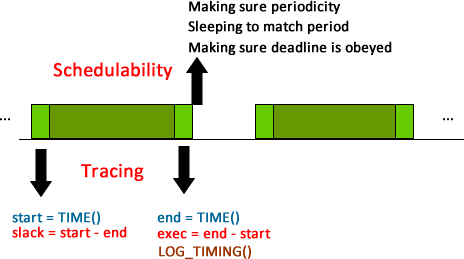 Making sure periodicity
Sleeping to match period
Making sure deadline is obeyed
Schedulability
... ...
Tracing
start = TIME()
slack = start - end
end = TIME()
exec = end - start
LOG_TIMING()